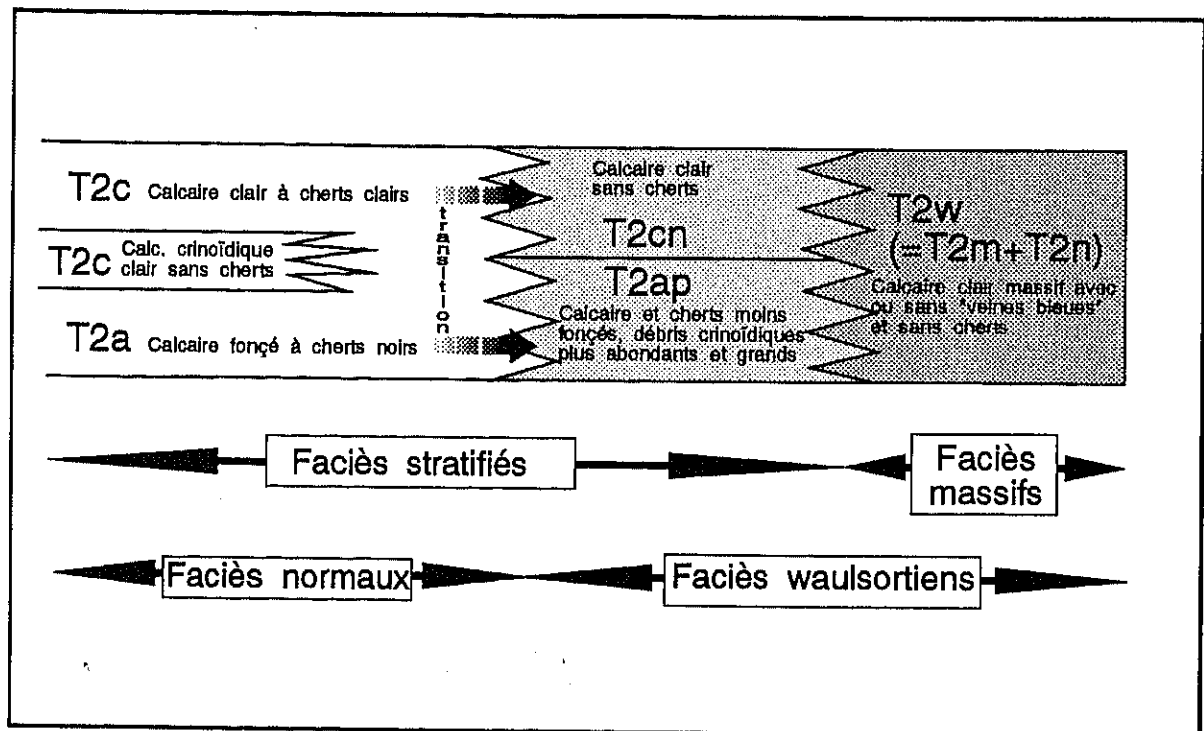 T2c Calcaire clair à cherts clairs
T2c Calc. crinoïdique
clair sans cherts
T2a Calcaire fonçé à cherts noirs
transition
Calcaire clair
sans cherts
T2cn
T2ap
Calcaire et cherts moins
fonçés, débris crinoïdiques
plus abondants et grands
T2w
(=T2m+T2n)
Calcaire clair massif avec
ou sans "veines bleues"
et sans cherts
Faciès stratifiés
Faciès
massifs
Faciès normaux
Faciès waulsortiens